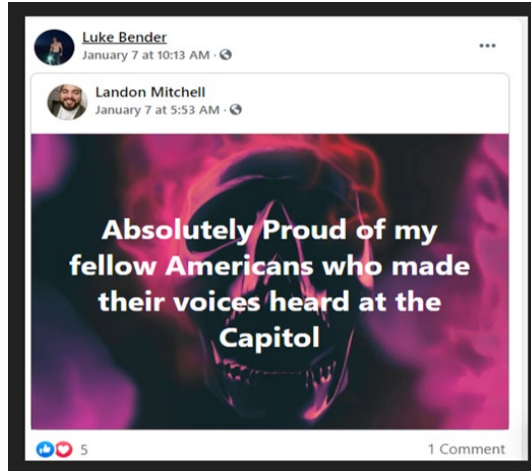 Luke Bender
January 7 at 10:13 AM ·
Landon Mitchell
January 7 at 5:53 AM ·
Absolutely Proud of my
fellow Americans who made
their voices heard at the
Capitol
5
1 Comment